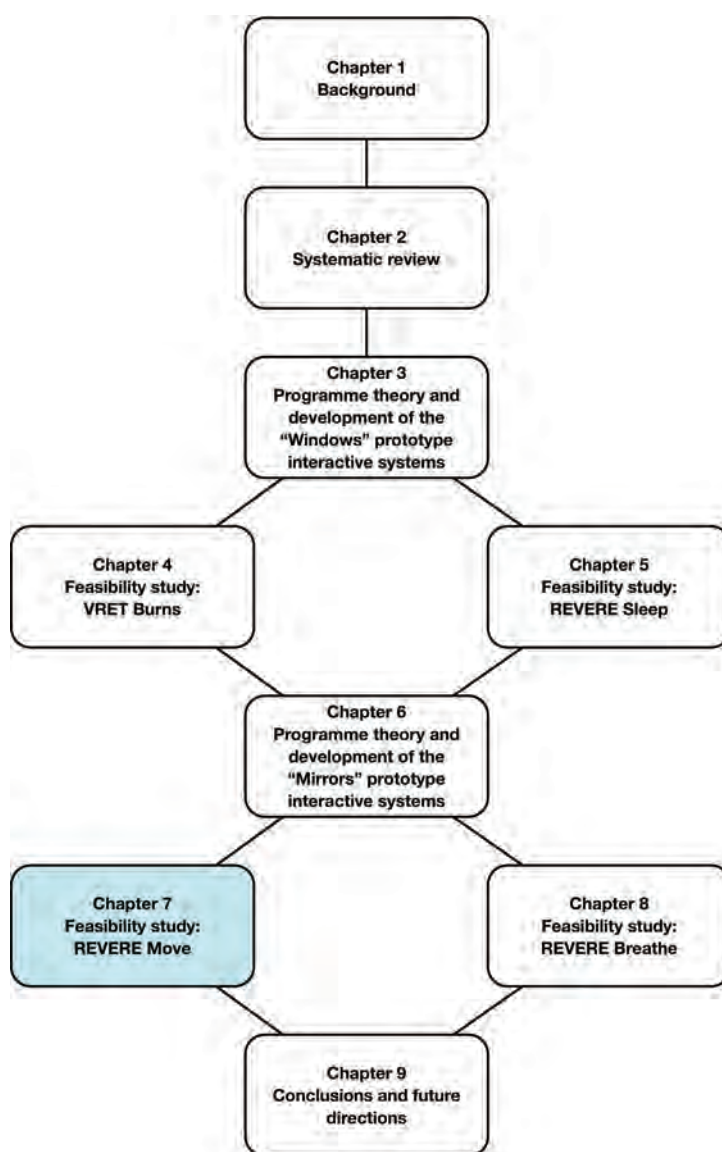 Chapter 1
Background
Chapter 2
Systematic review
Chapter 3
Programme theory and
development of the
“Windows” prototype
interactive systems
Chapter 4
Feasibility study:
VRET Burns
Chapter 5
Feasibility study:
REVERE Sleep
Chapter 6
Programme theory and
development of the
“Mirrors” prototype
interactive systems
Chapter 7
Feasibility study:
REVERE Move
Chapter 8
Feasibility study:
REVERE Breathe
Chapter 9
Conclusions and future
directions